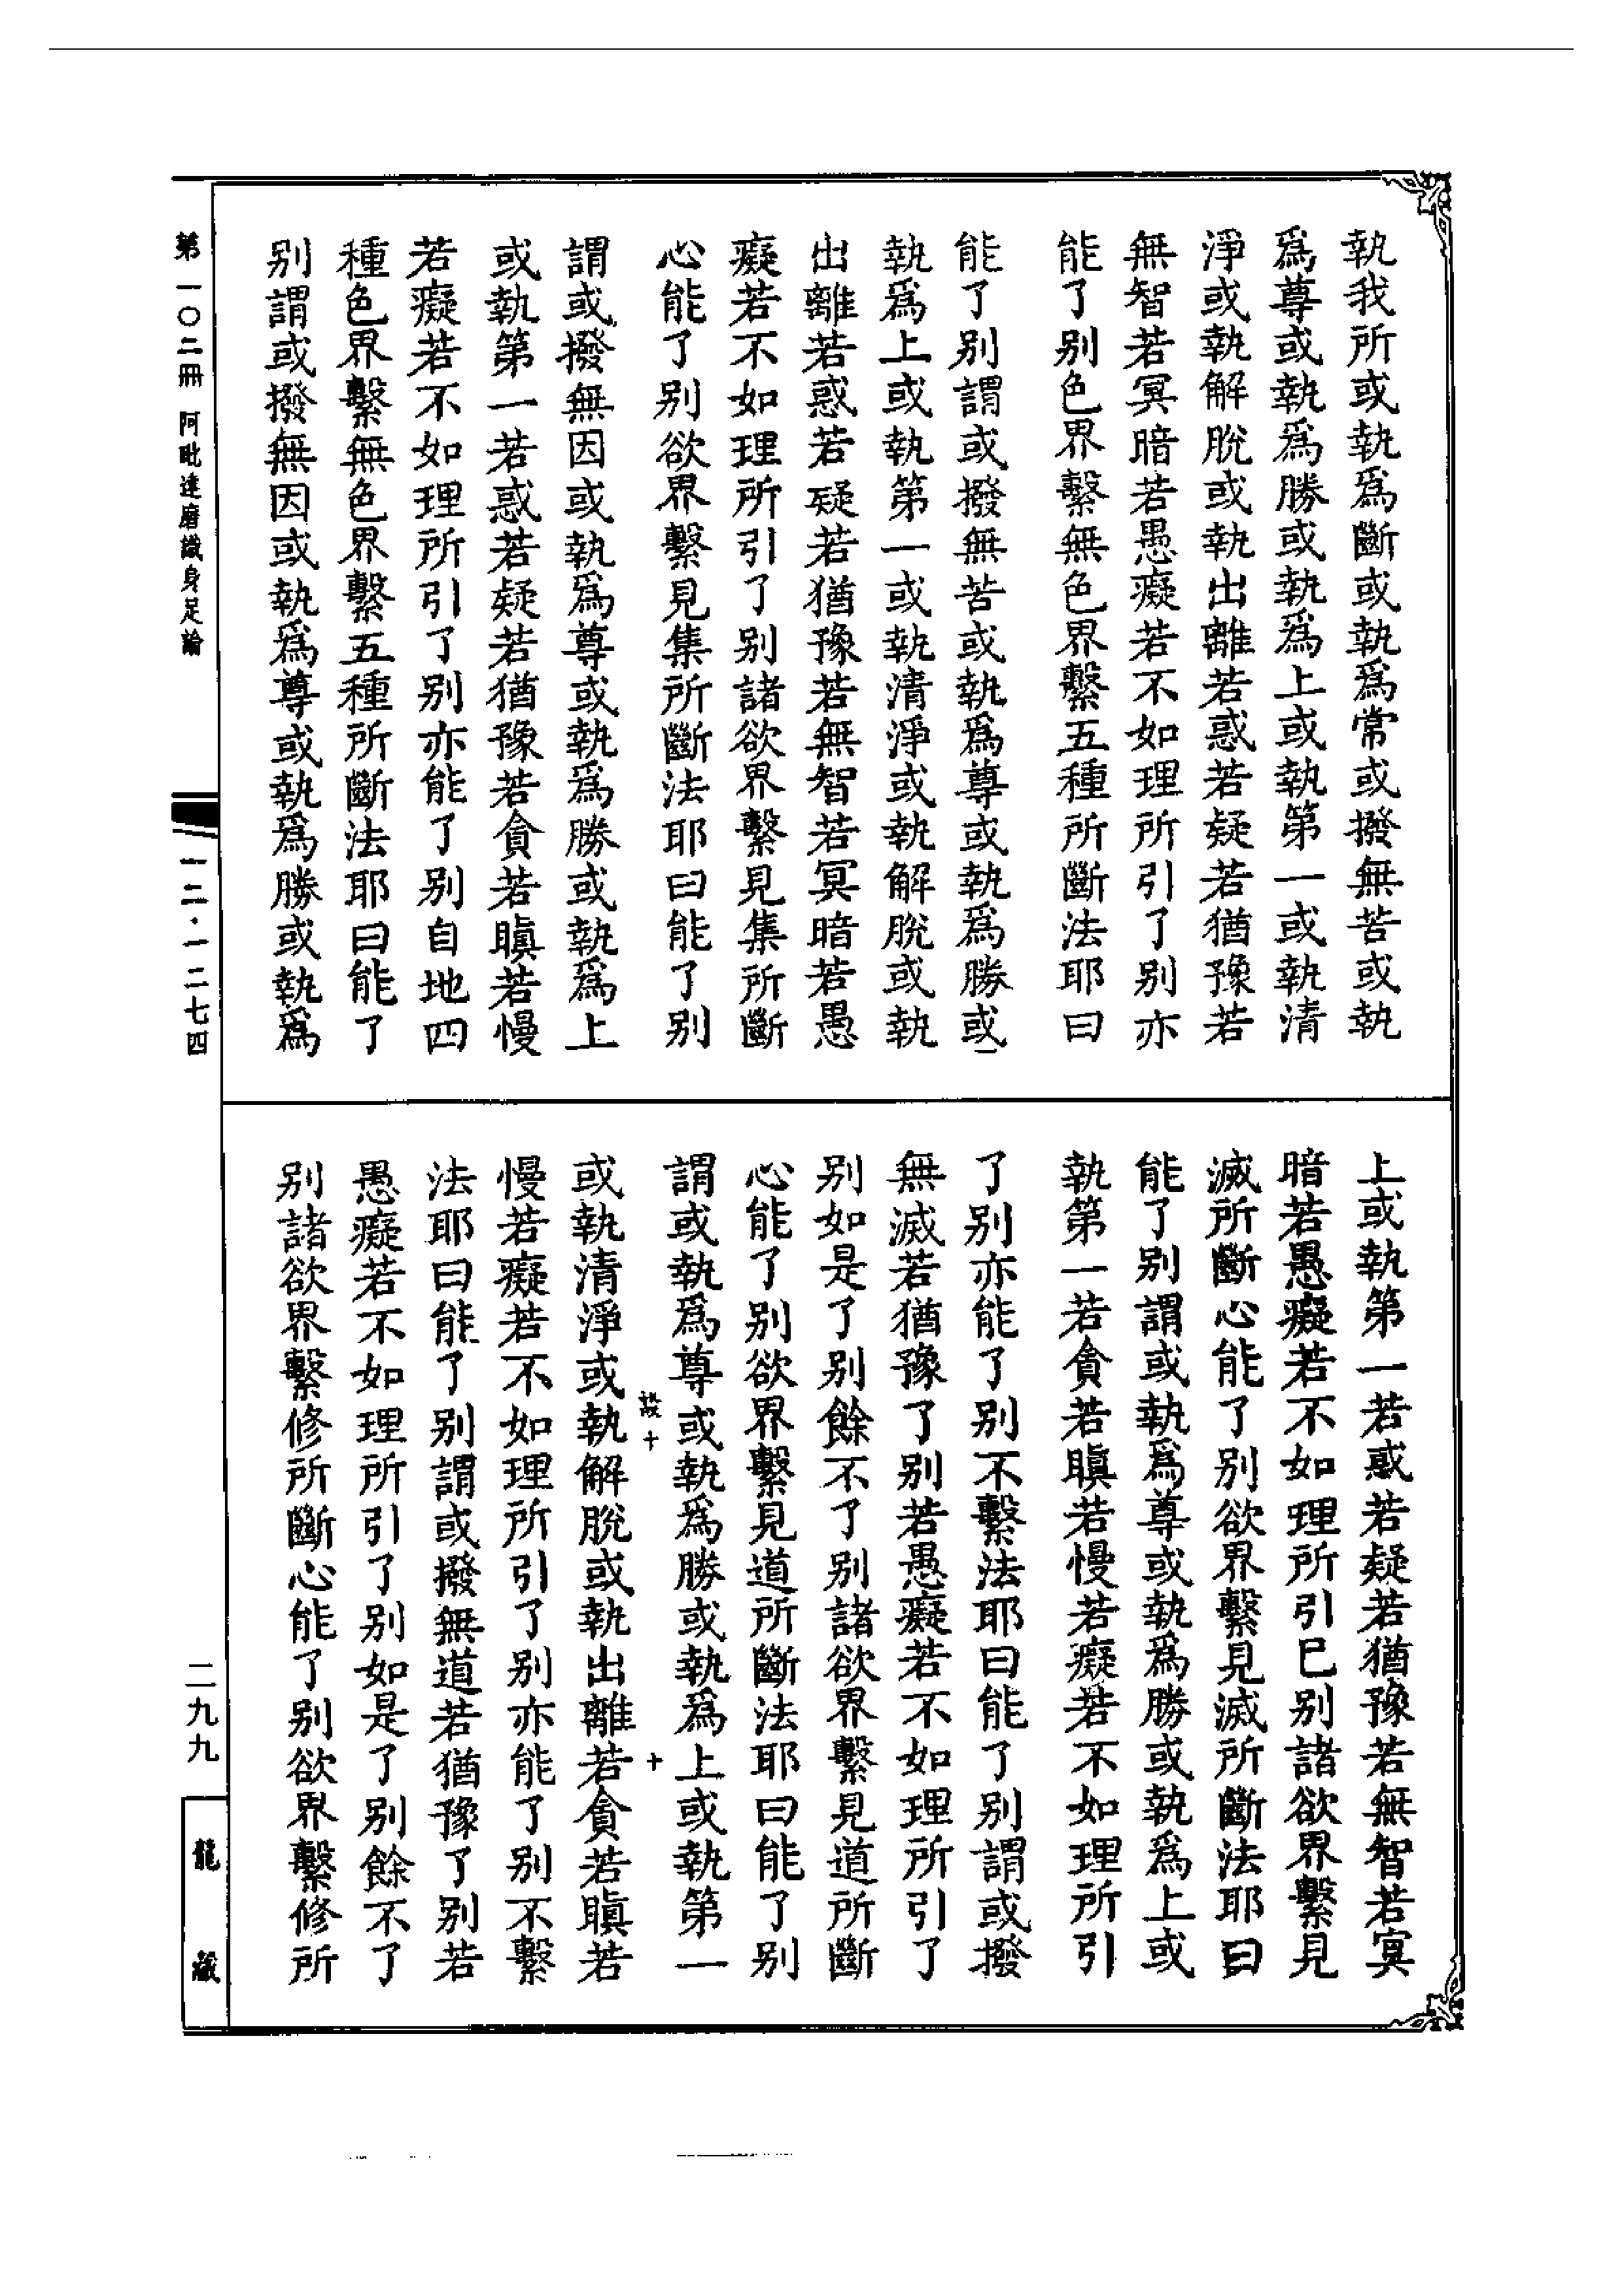 執我所或執爲斷或執爲常或撥無苦或執
爲尊或執爲勝或執爲上或執第一或執清
淨或執解脫或執出離若惑若疑若猶豫若
無智若冥暗若愚癡若不如理所引了別亦
能了別色界繫無色界繫五種所斷法耶曰
能了別謂或撥無苦或執爲尊或執爲勝或
執爲上或執第一或執清淨或執解脫或執
出離若惑若疑若猶豫若無智若冥暗若愚
癡若不如理所引了別諸欲界繫見集所斷
心能了別欲界繫見集所斷法耶曰能了別
謂或撥無因或執爲尊或執爲勝或執爲上
或執第一若惑若疑若猶豫若貪若瞋若慢
若癡若不如理所引了別亦能了別自地四
種色界繫無色界繫五種所斷法耶曰能了
別謂或撥無因或執爲尊或執爲勝或執爲
上或執第一若惑若疑若猶豫若無智若冥
暗若愚癡若不如理所引巳別諸欲界繫見
滅所斷心能了別欲界繫見滅所斷法耶曰
能了別謂或執爲尊或執爲勝或執爲上或
執第一若貪若瞋若慢若癡若不如理所引
了別亦能了別不繫法耶曰能了別謂或撥
無滅若猶豫了別若愚癡若不如理所引了
別如是了別餘不了別諸欲界繫見道所斷
心能了別欲界繫見道所斷法耶曰能了別
謂或執爲尊或執爲勝或執爲上或執第一
故十
十
或執清淨或執解脫或執出離若貪若瞋若
慢若癡若不如理所引了別亦能了別不繫
法耶曰能了別謂或撥無道若猶豫了別若
愚癡若不如理所引了別如是了別餘不了
別諸欲界繫修所斷心能了別欲界繫修所
第一〇二冊 阿毗達磨識身足論
一二·一二七四
二九九
龍藏